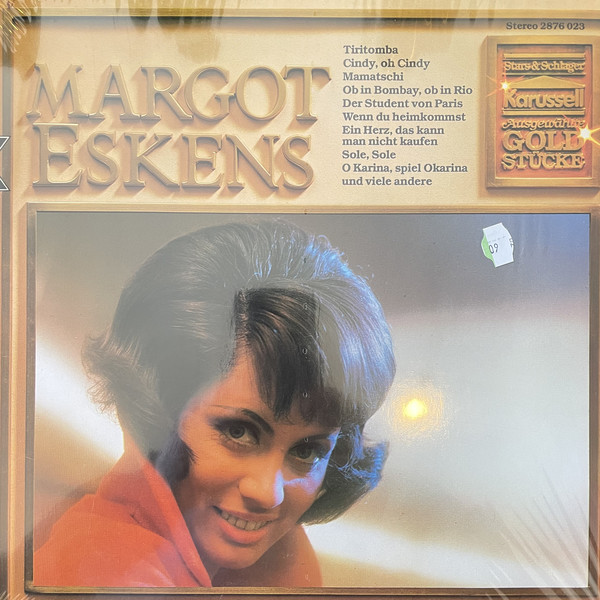 Stereo 2876 023
MARGOT
ESKENS
Tiritomba
Cindy, oh Cindy
Mamatschi
Ob in Bombay, ob in Rio
Der Student von Paris
Wenn du heimkommst
Ein Herz, das kann
man nicht kaufen
Sole, Sole
O Karina, spiel Okarina
und viele andere
Stars & Schlager
Karussell
Ausgewählte
GOLD
STÜCKE
09